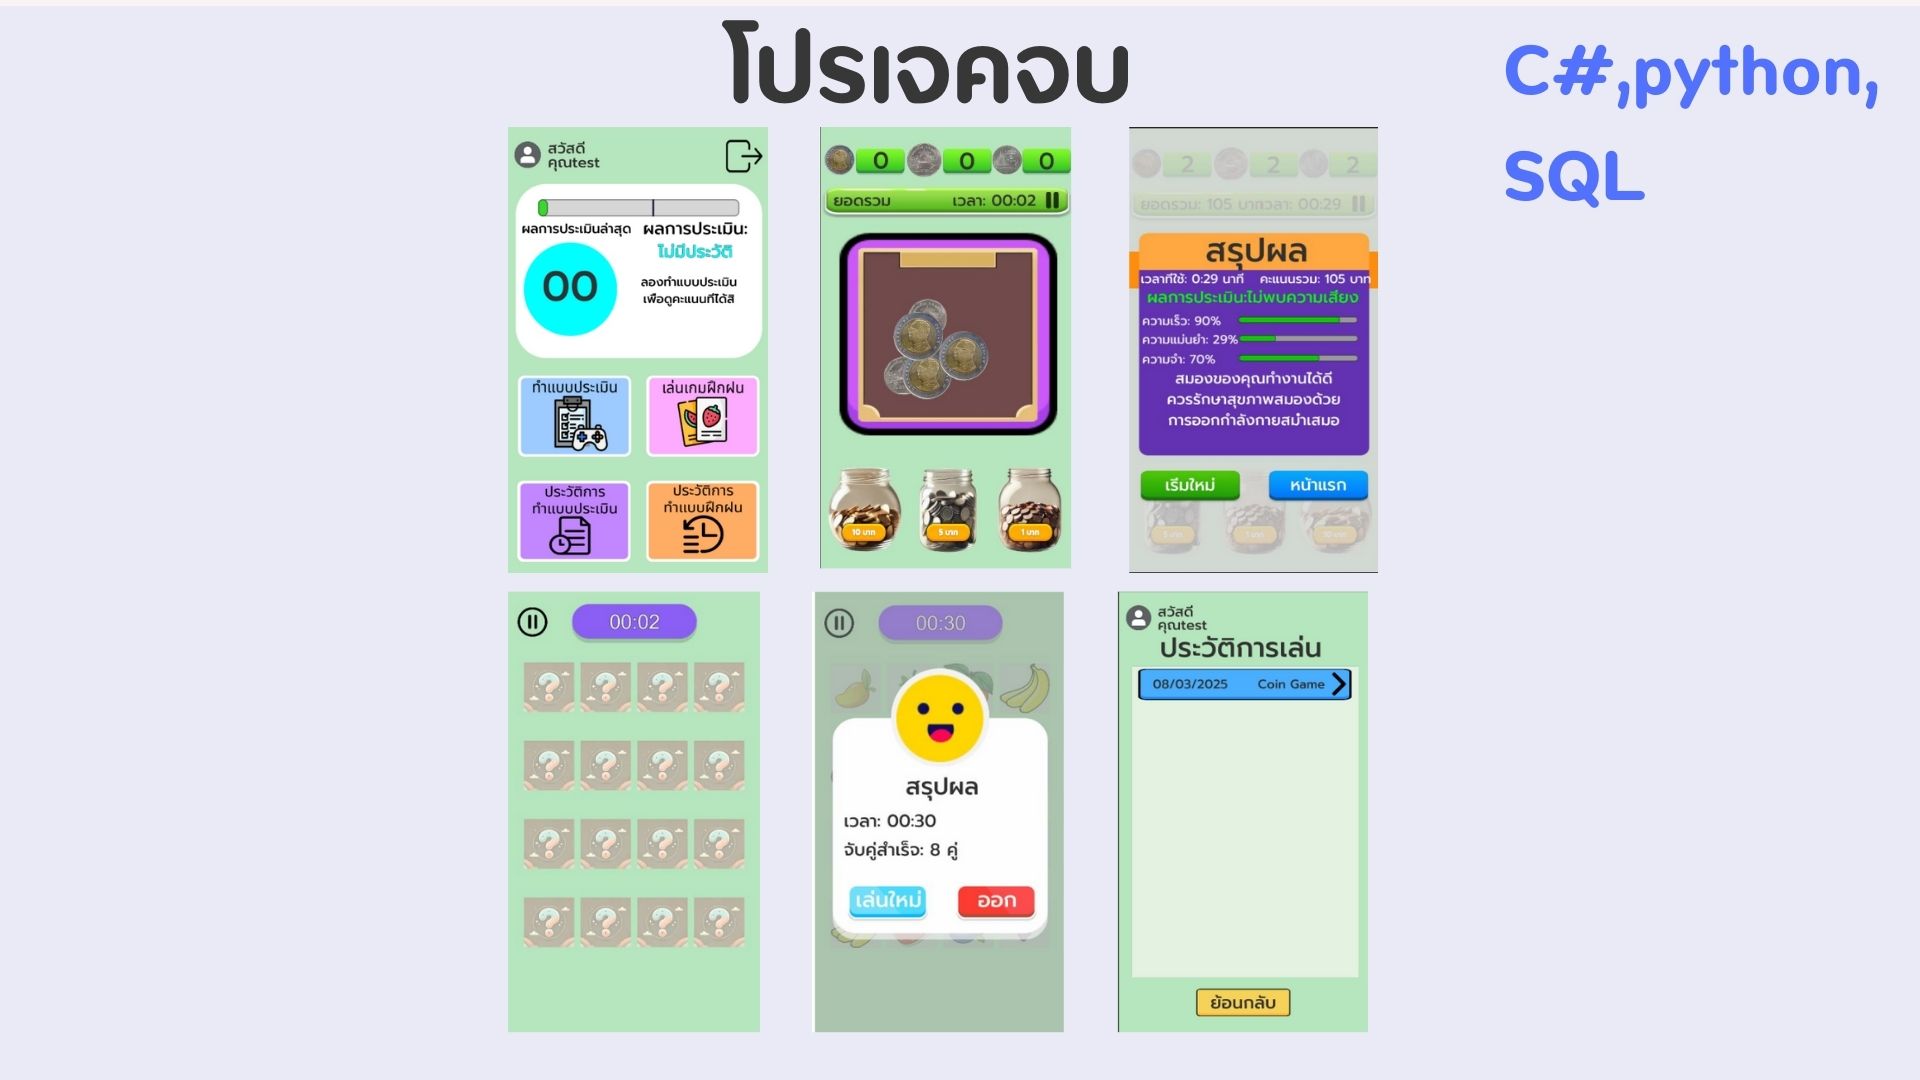 โปรเจคจบ
C#,python,
SQL
สวัสดี
คุณtest
ผลการประเมินล่าสุด
00
ผลการประเมิน:
ไม่มีประวัติ
ลองทำแบบประเมิน
เพื่อดูคะแนนที่ได้สิ
ทำแบบประเมิน
เล่นเกมฝึกฝน
ประวัติการ
ทำแบบประเมิน
ประวัติการ
ทำแบบฝึกฝน
0 0 0
ยอดรวม เวลา: 00:02
10 บาท
5 บาท
1 บาท
2 2 2
ยอดรวม: 105 บาทเวลา: 00:29
สรุปผล
เวลาที่ใช้: 0:29 นาที คะแนนรวม: 105 บาท
ผลการประเมิน:ไม่พบความเสี่ยง
ความเร็ว: 90%
ความแม่นยำ: 29%
ความจำ: 70%
สมองของคุณทำงานได้ดี
ควรรักษาสุขภาพสมองด้วย
การออกกำลังกายสม่ำเสมอ
เริ่มใหม่
หน้าแรก
5 บาท
1 บาท
10 บาท
00:02
00:30
สรุปผล
เวลา: 00:30
จับคู่สำเร็จ: 8 คู่
เล่นใหม่
ออก
สวัสดี
คุณtest
ประวัติการเล่น
08/03/2025 Coin Game
ย้อนกลับ